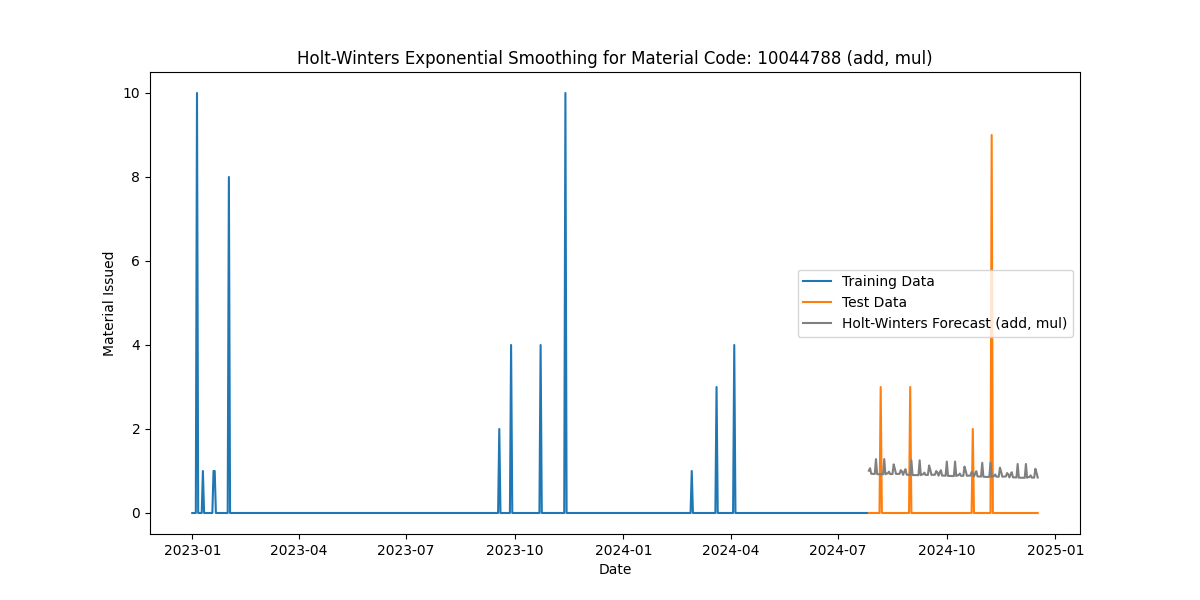 Holt-Winters Exponential Smoothing for Material Code: 10044788 (add, mul)
10
8
6
4
2
0
Material Issued
Training Data
Test Data
Holt-Winters Forecast (add, mul)
2023-01
2023-04
2023-07
2023-10
2024-01
2024-04
2024-07
2024-10
2025-01
Date